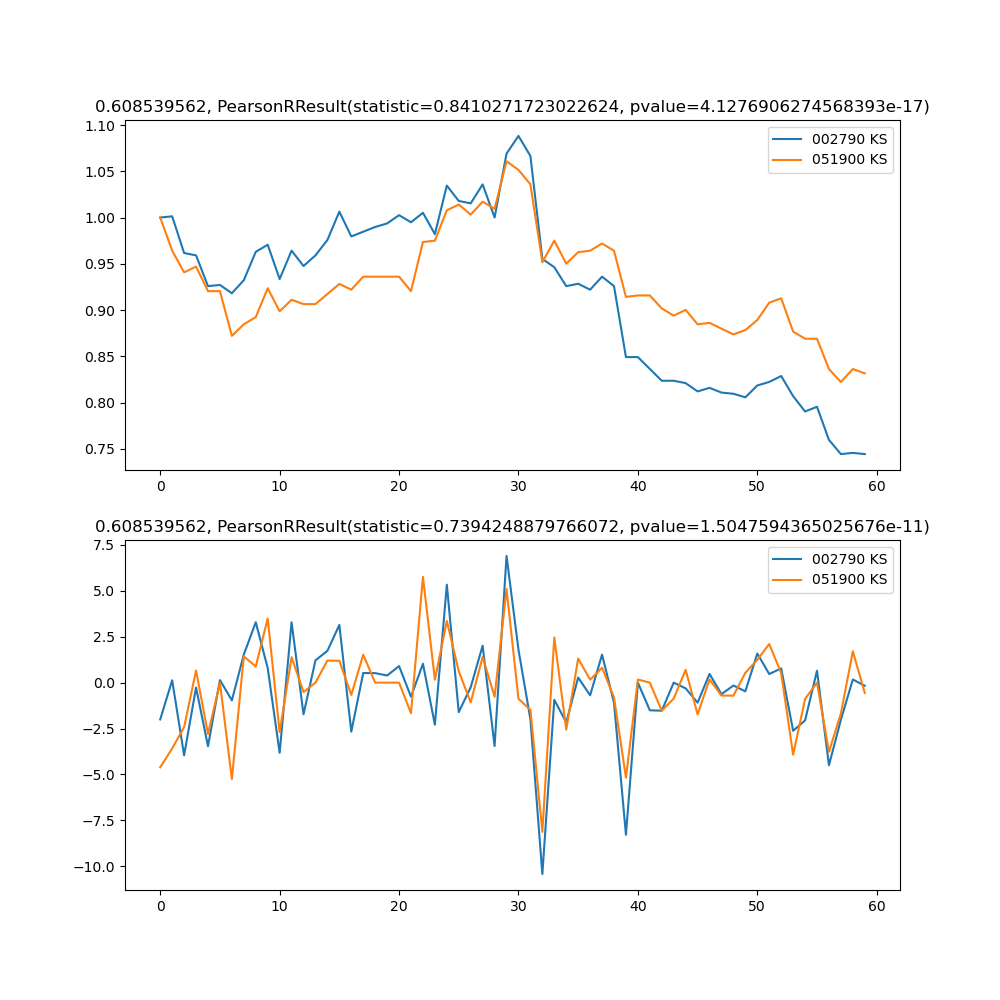 0.608539562, PearsonRResult(statistic=0.8410271723022624, pvalue=4.1276906274568393e-17)
1.10
1.05
1.00
0.95
0.90
0.85
0.80
0.75
002790 KS
051900 KS
0 10 20 30 40 50 60
0.608539562, PearsonRResult(statistic=0.7394248879766072, pvalue=1.5047594365025676e-11)
7.5
5.0
2.5
0.0
−2.5
−5.0
−7.5
−10.0
002790 KS
051900 KS
0 10 20 30 40 50 60